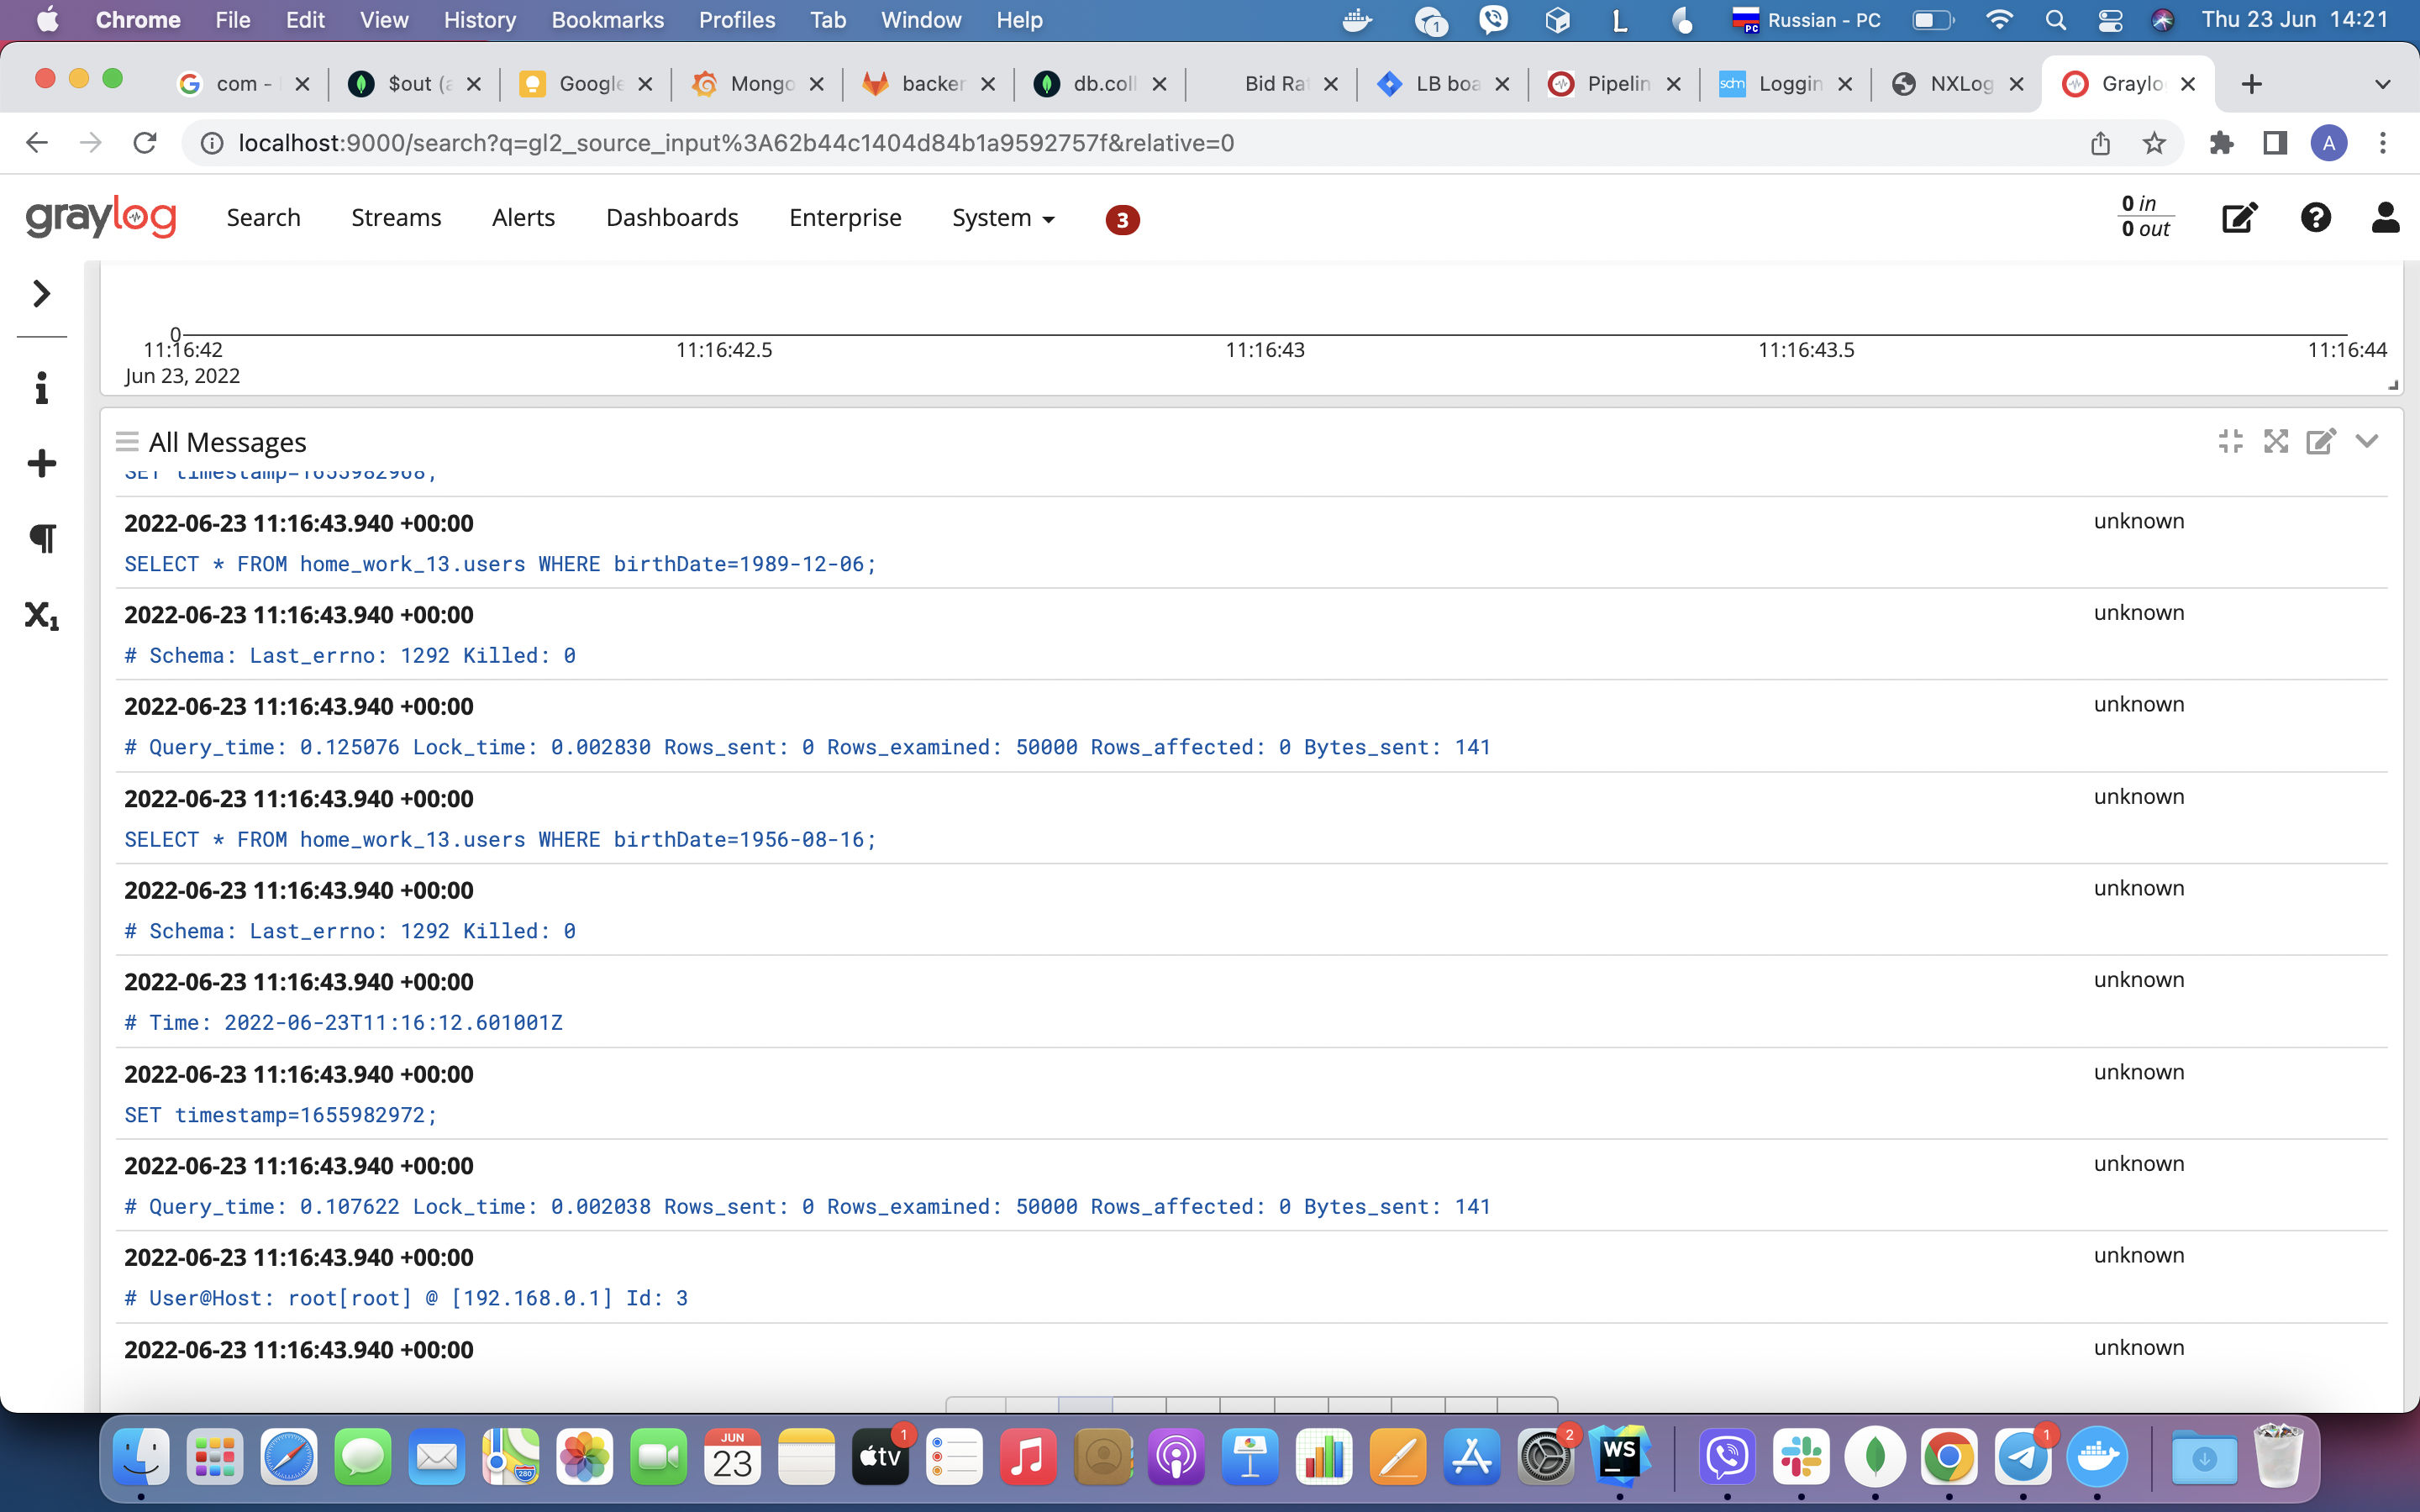 Chrome File Edit View History Bookmarks Profiles Tab Window Help
1 L PC Russian - PC Thu 23 Jun 14:21
com - $out (a Google Mongo backer db.coll Bid Ra LB boa Pipelin sdm Loggin NXLog Graylo
localhost:9000/search?q=gl2_source_input%3A62b44c1404d84b1a9592757f&relative=0 A
graylog Search Streams Alerts Dashboards Enterprise System 3
0 in
0 out
0
11:16:42 11:16:42.5 11:16:43 11:16:43.5 11:16:44
Jun 23, 2022
All Messages
SET timestamp=1655982968;
2022-06-23 11:16:43.940 +00:00 unknown
SELECT * FROM home_work_13.users WHERE birthDate=1989-12-06;
2022-06-23 11:16:43.940 +00:00 unknown
# Schema: Last_errno: 1292 Killed: 0
2022-06-23 11:16:43.940 +00:00 unknown
# Query_time: 0.125076 Lock_time: 0.002830 Rows_sent: 0 Rows_examined: 50000 Rows_affected: 0 Bytes_sent: 141
2022-06-23 11:16:43.940 +00:00 unknown
SELECT * FROM home_work_13.users WHERE birthDate=1956-08-16;
2022-06-23 11:16:43.940 +00:00 unknown
# Schema: Last_errno: 1292 Killed: 0
2022-06-23 11:16:43.940 +00:00 unknown
# Time: 2022-06-23T11:16:12.601001Z
2022-06-23 11:16:43.940 +00:00 unknown
SET timestamp=1655982972;
2022-06-23 11:16:43.940 +00:00 unknown
# Query_time: 0.107622 Lock_time: 0.002038 Rows_sent: 0 Rows_examined: 50000 Rows_affected: 0 Bytes_sent: 141
2022-06-23 11:16:43.940 +00:00 unknown
# User@Host: root[root] @ [192.168.0.1] Id: 3
2022-06-23 11:16:43.940 +00:00 unknown
X1
280 JUN 23 tv 1 2 WS 1